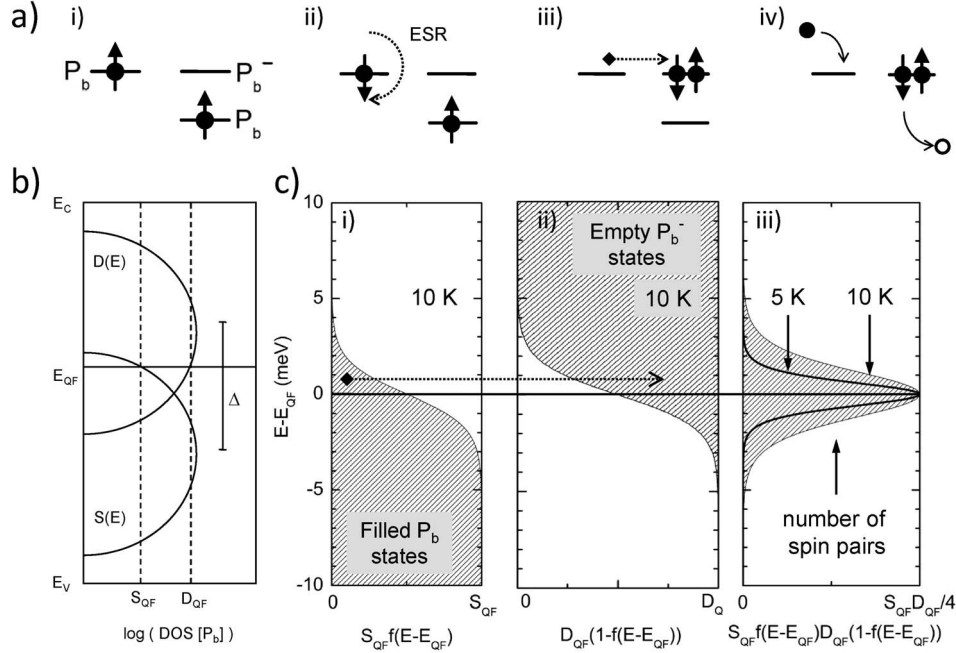 a)
i)
ii)
iii)
iv)
ESR
P_b
P_b^-
P_b
b)
E_C
D(E)
E_QF
Δ
S(E)
E_V
S_QF
D_QF
log ( DOS [P_b] )
c)
E-E_QF (meV)
10
5
0
-5
-10
i)
10 K
Filled P_b
states
0
S_QF
S_QF f(E-E_QF)
ii)
Empty P_b^-
states
10 K
0
D_Q
D_QF(1-f(E-E_QF))
iii)
5 K
10 K
number of
spin pairs
0
S_QF D_QF/4
S_QF f(E-E_QF)D_QF(1-f(E-E_QF))